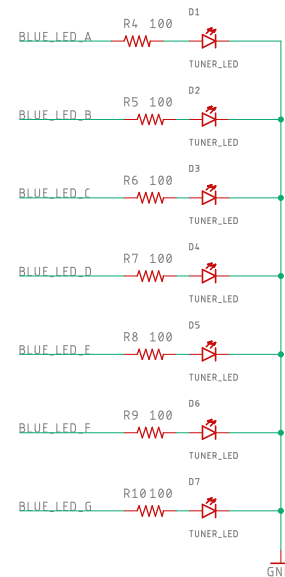 D1
R4 100
BLUE_LED_A
TUNER_LED
D2
R5 100
BLUE_LED_B
TUNER_LED
D3
R6 100
BLUE_LED_C
TUNER_LED
D4
R7 100
BLUE_LED_D
TUNER_LED
D5
R8 100
BLUE_LED_E
TUNER_LED
D6
R9 100
BLUE_LED_F
TUNER_LED
D7
R10 100
BLUE_LED_G
TUNER_LED
GN